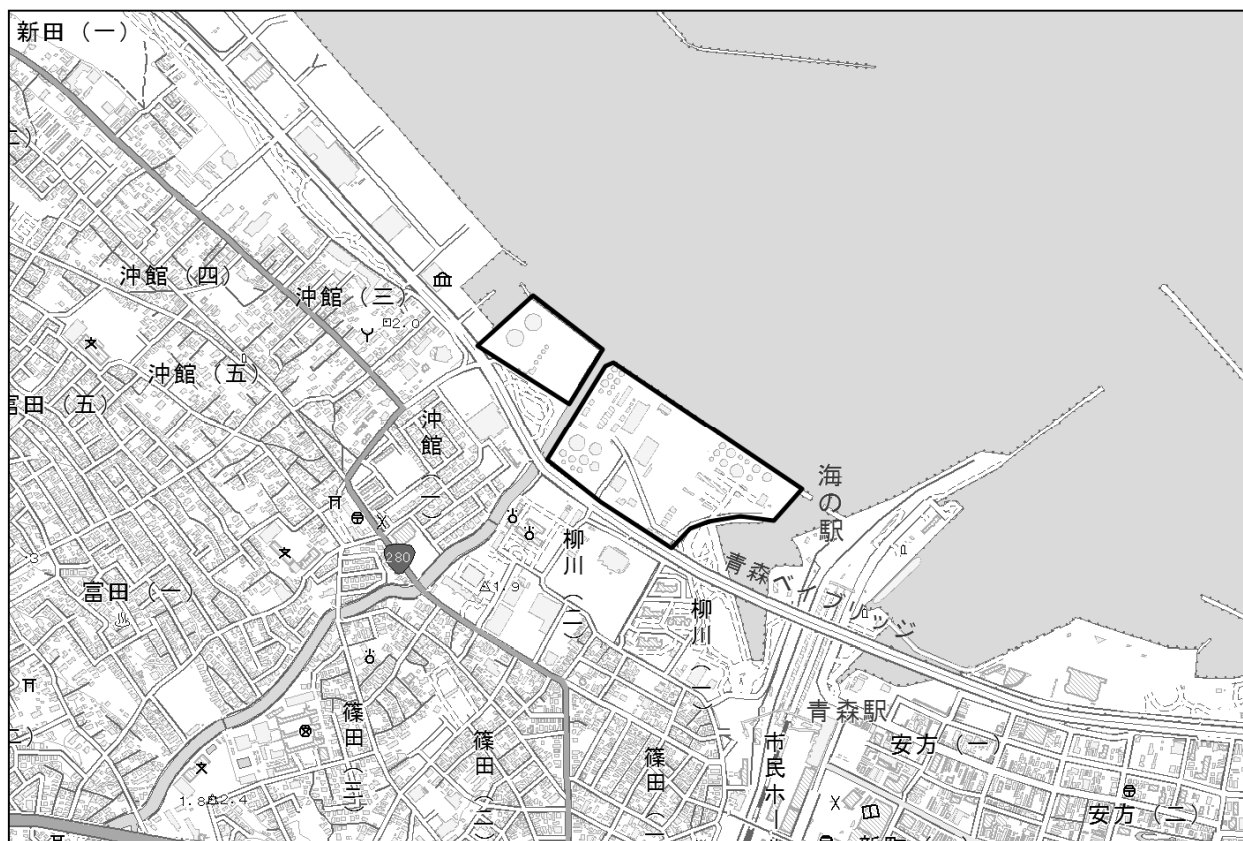 新田（一）
沖館（四）
沖館（三）
2.0
沖館（五）
富田（五）
沖館（一）
海の駅
280
柳川（二）
青森ベイブリッジ
1.9
富田（一）
柳川（一）
篠田（三）
篠田（二）
篠田（一）
青森駅
市民ホー
安方（一）
安方（二）
1.8
2.4